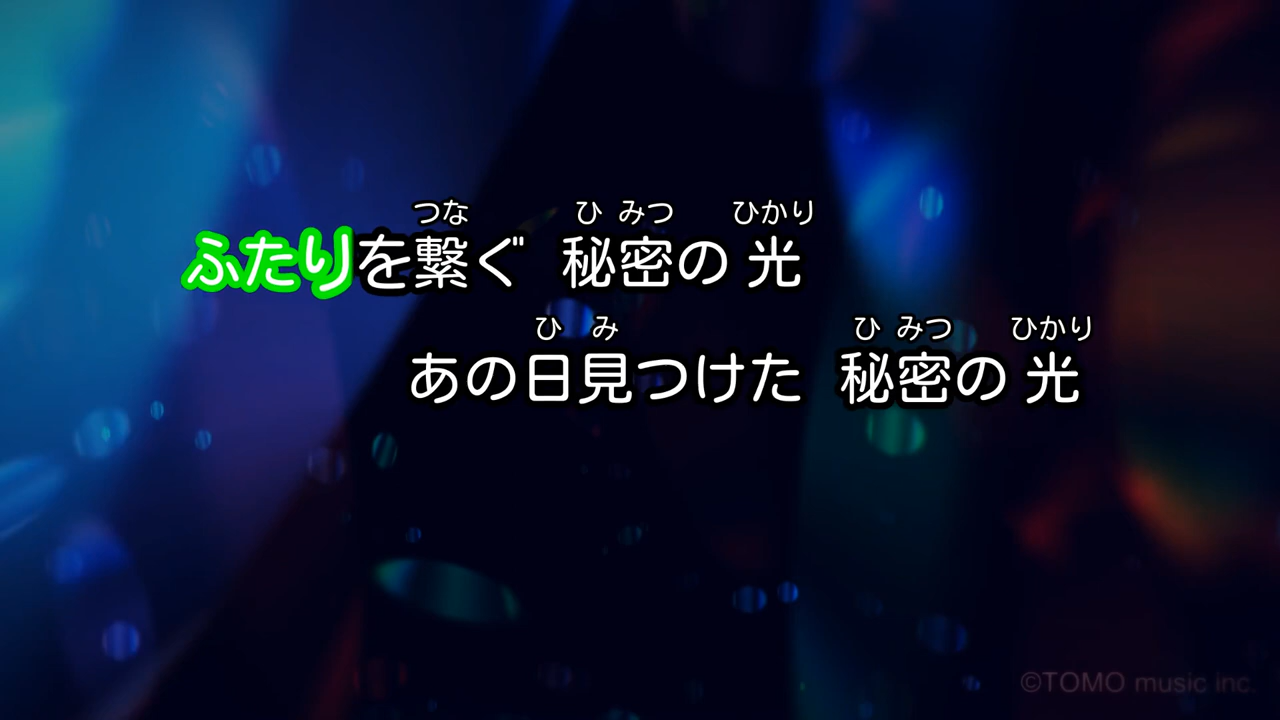 つな ひ みつ ひかり
ふたりを繋ぐ 秘密の 光
ひ み ひ みつ ひかり
あの日見つけた 秘密の 光
©TOMO music inc.